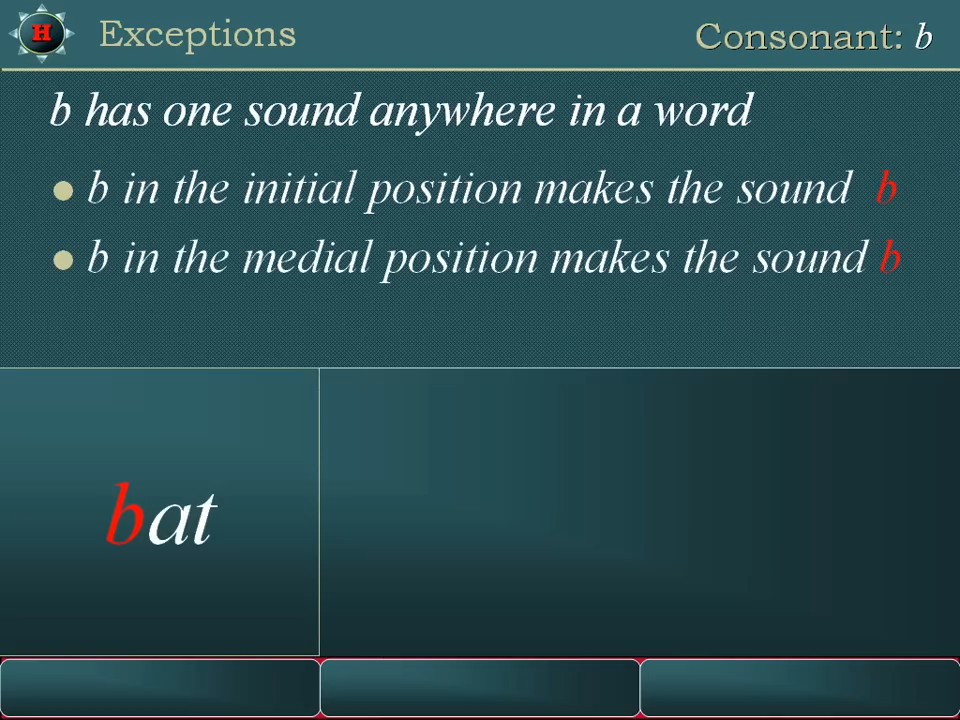 H
Exceptions
Consonant: b
b has one sound anywhere in a word
b in the initial position makes the sound b
b in the medial position makes the sound b
bat